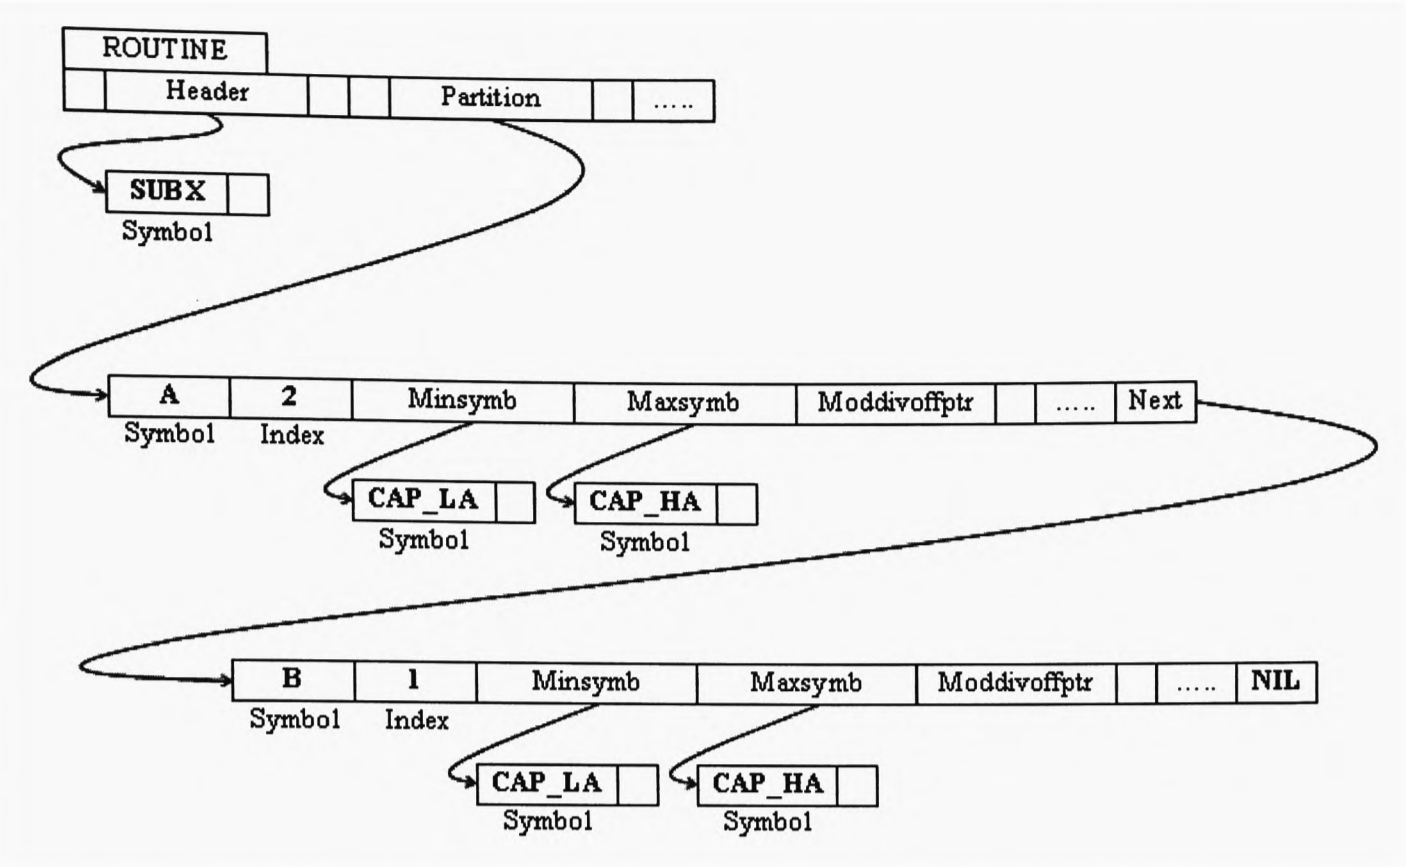 ROUTINE
Header Partition .....
SUBX
Symbol
A 2 Minsymb Maxsymb Moddivoffptr ..... Next
Symbol Index
CAP_LA CAP_HA
Symbol Symbol
B 1 Minsymb Maxsymb Moddivoffptr ..... NIL
Symbol Index
CAP_LA CAP_HA
Symbol Symbol